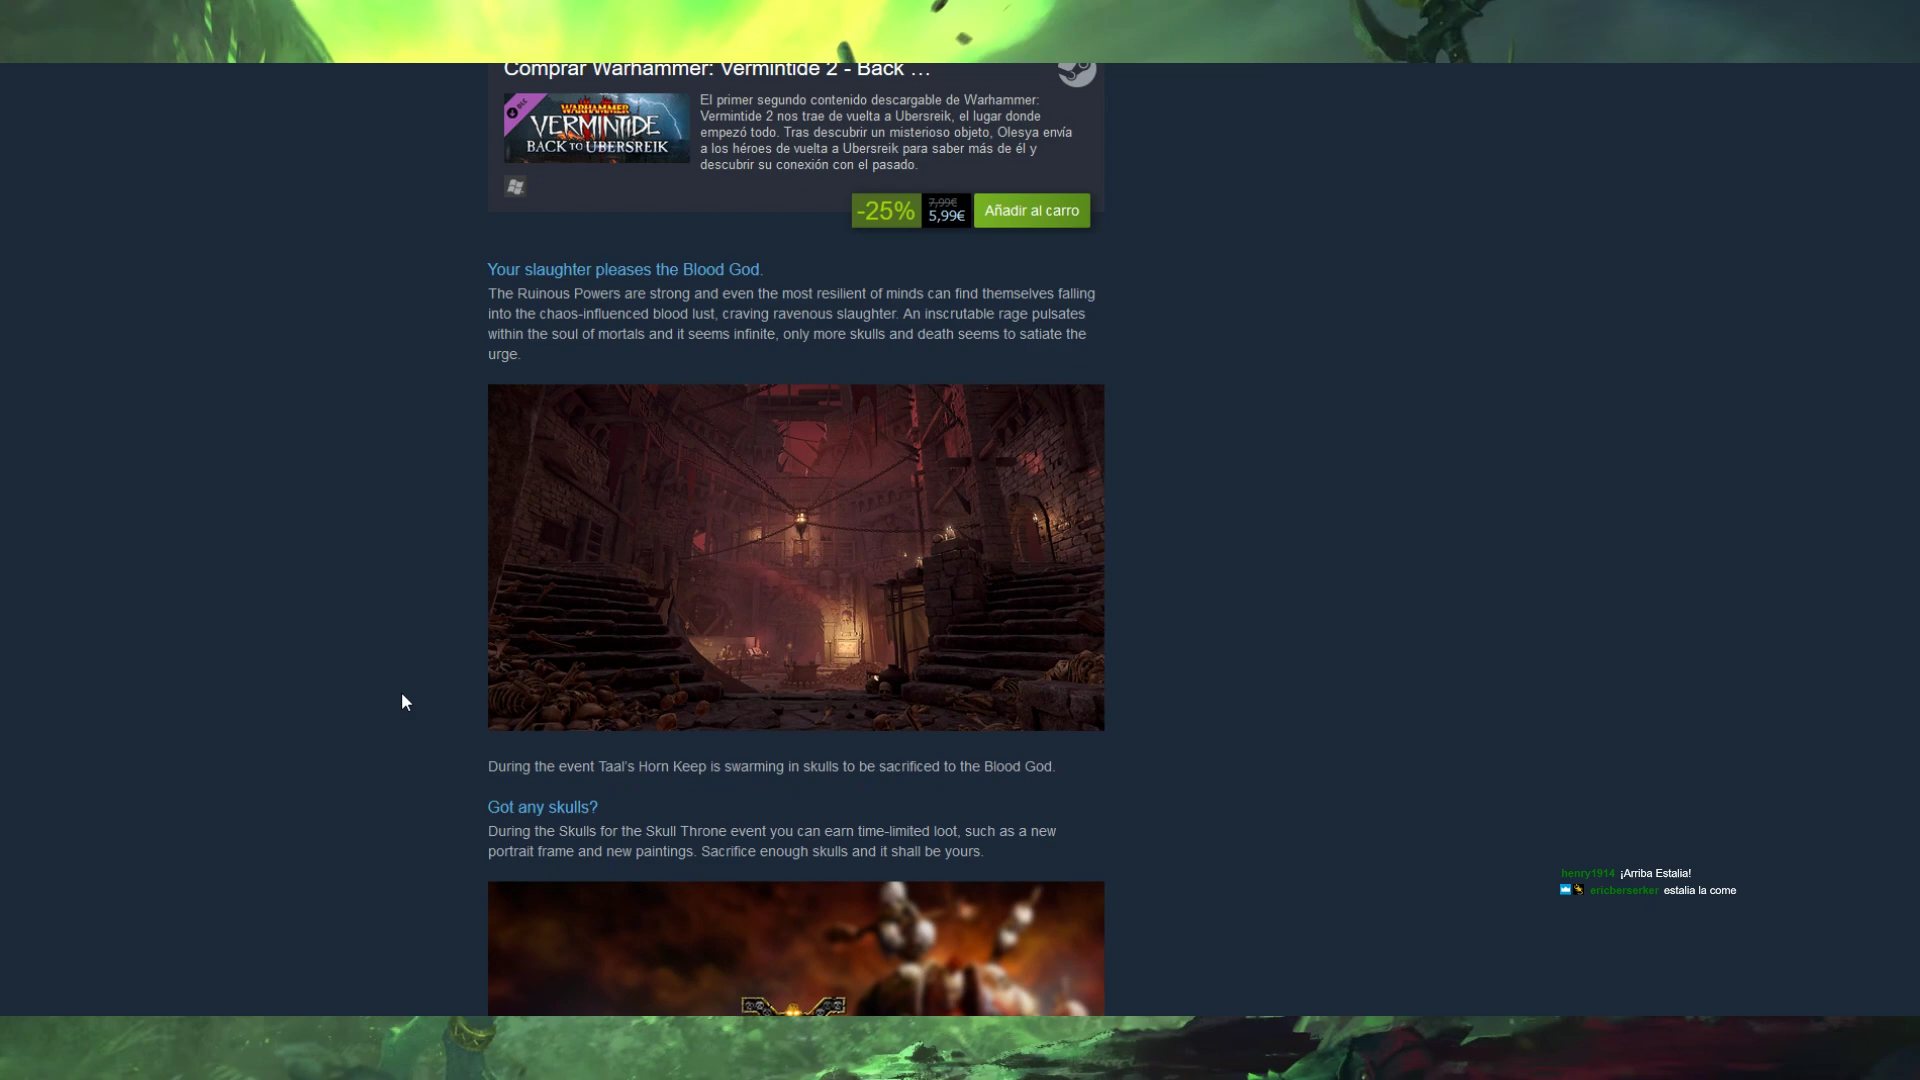 Comprar Warhammer: Vermintide 2 - Back …
WARHAMMER
VERMINTIDE
BACK TO UBERSREIK
DLC
El primer segundo contenido descargable de Warhammer:
Vermintide 2 nos trae de vuelta a Ubersreik, el lugar donde
empezó todo. Tras descubrir un misterioso objeto, Olesya envía
a los héroes de vuelta a Ubersreik para saber más de él y
descubrir su conexión con el pasado.
-25%
7,99€
5,99€
Añadir al carro
Your slaughter pleases the Blood God.
The Ruinous Powers are strong and even the most resilient of minds can find themselves falling
into the chaos-influenced blood lust, craving ravenous slaughter. An inscrutable rage pulsates
within the soul of mortals and it seems infinite, only more skulls and death seems to satiate the
urge.
During the event Taal's Horn Keep is swarming in skulls to be sacrificed to the Blood God.
Got any skulls?
During the Skulls for the Skull Throne event you can earn time-limited loot, such as a new
portrait frame and new paintings. Sacrifice enough skulls and it shall be yours.
henry1914 ¡Arriba Estalia!
ericberserker estalia la come